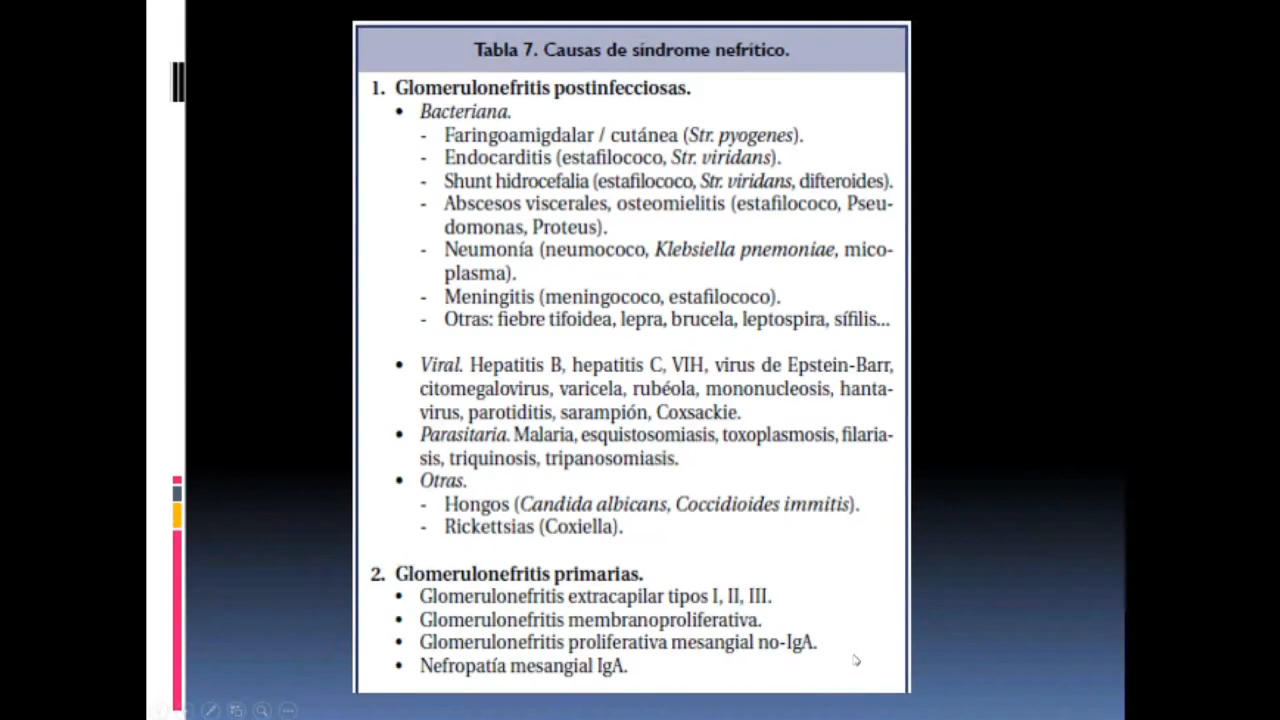 Tabla 7. Causas de síndrome nefrítico.
1. Glomerulonefritis postinfecciosas.
• Bacteriana.
- Faringoamigdalar / cutánea (Str. pyogenes).
- Endocarditis (estafilococo, Str. viridans).
- Shunt hidrocefalia (estafilococo, Str. viridans, difteroides).
- Abscesos viscerales, osteomielitis (estafilococo, Pseu-
domonas, Proteus).
- Neumonía (neumococo, Klebsiella pnemoniae, mico-
plasma).
- Meningitis (meningococo, estafilococo).
- Otras: fiebre tifoidea, lepra, brucela, leptospira, sífilis...
• Viral. Hepatitis B, hepatitis C, VIH, virus de Epstein-Barr,
citomegalovirus, varicela, rubéola, mononucleosis, hanta-
virus, parotiditis, sarampión, Coxsackie.
• Parasitaria. Malaria, esquistosomiasis, toxoplasmosis, filaria-
sis, triquinosis, tripanosomiasis.
• Otras.
- Hongos (Candida albicans, Coccidioides immitis).
- Rickettsias (Coxiella).
2. Glomerulonefritis primarias.
• Glomerulonefritis extracapilar tipos I, II, III.
• Glomerulonefritis membranoproliferativa.
• Glomerulonefritis proliferativa mesangial no-IgA.
• Nefropatía mesangial IgA.